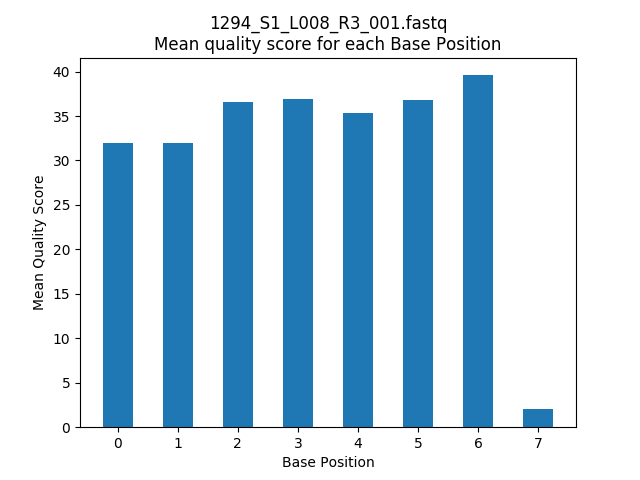 1294_S1_L008_R3_001.fastq
Mean quality score for each Base Position
Mean Quality Score
40
35
30
25
20
15
10
5
0
0 1 2 3 4 5 6 7
Base Position